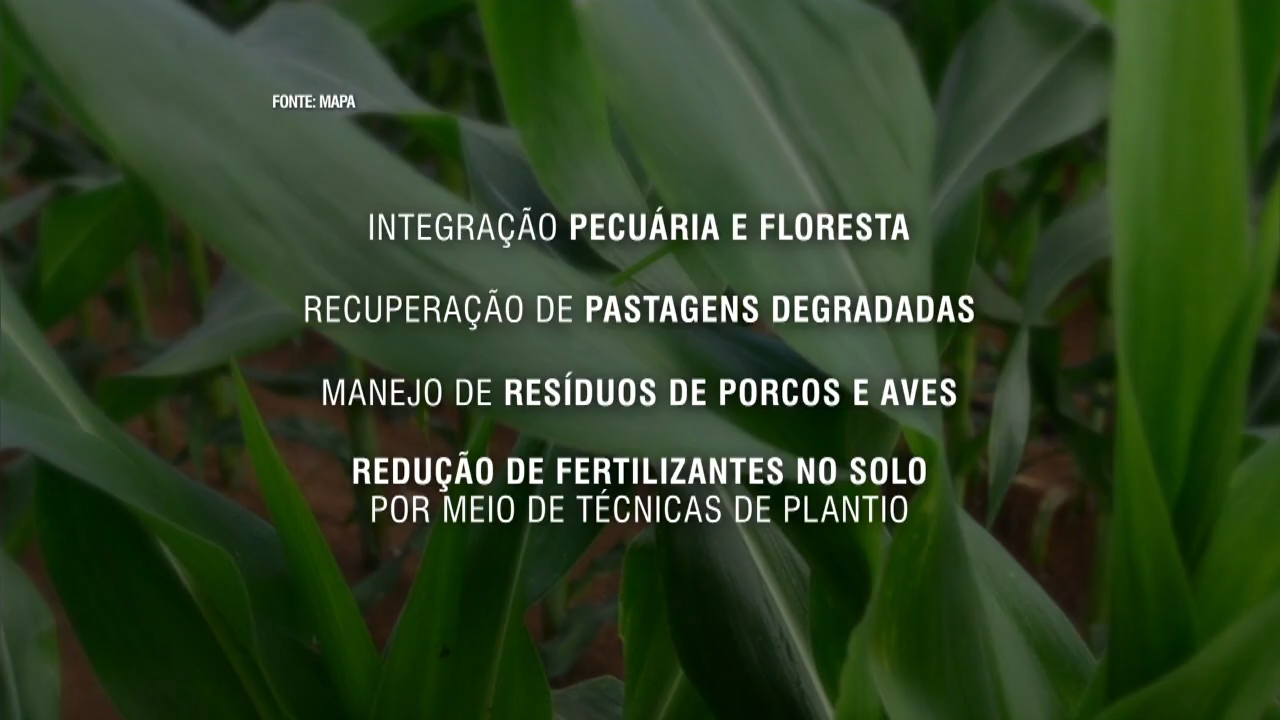 FONTE: MAPA
INTEGRAÇÃO PECUÁRIA E FLORESTA
RECUPERAÇÃO DE PASTAGENS DEGRADADAS
MANEJO DE RESÍDUOS DE PORCOS E AVES
REDUÇÃO DE FERTILIZANTES NO SOLO
POR MEIO DE TÉCNICAS DE PLANTIO